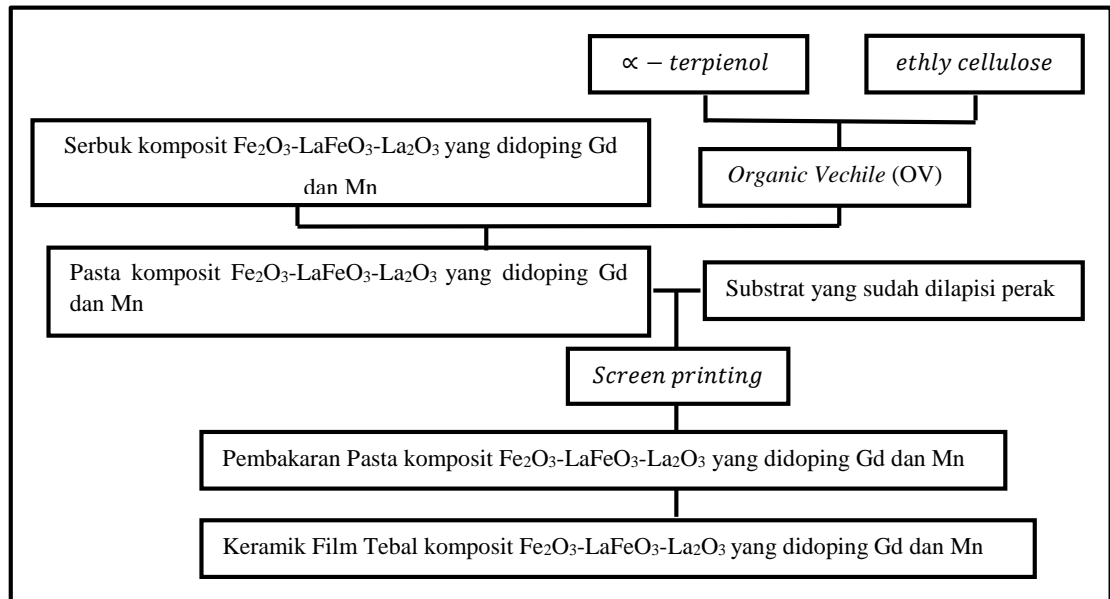 ∝ − terpienol
ethly cellulose
Serbuk komposit Fe₂O₃-LaFeO₃-La₂O₃ yang didoping Gd
dan Mn
Organic Vechile (OV)
Pasta komposit Fe₂O₃-LaFeO₃-La₂O₃ yang didoping Gd
dan Mn
Substrat yang sudah dilapisi perak
Screen printing
Pembakaran Pasta komposit Fe₂O₃-LaFeO₃-La₂O₃ yang didoping Gd dan Mn
Keramik Film Tebal komposit Fe₂O₃-LaFeO₃-La₂O₃ yang didoping Gd dan Mn